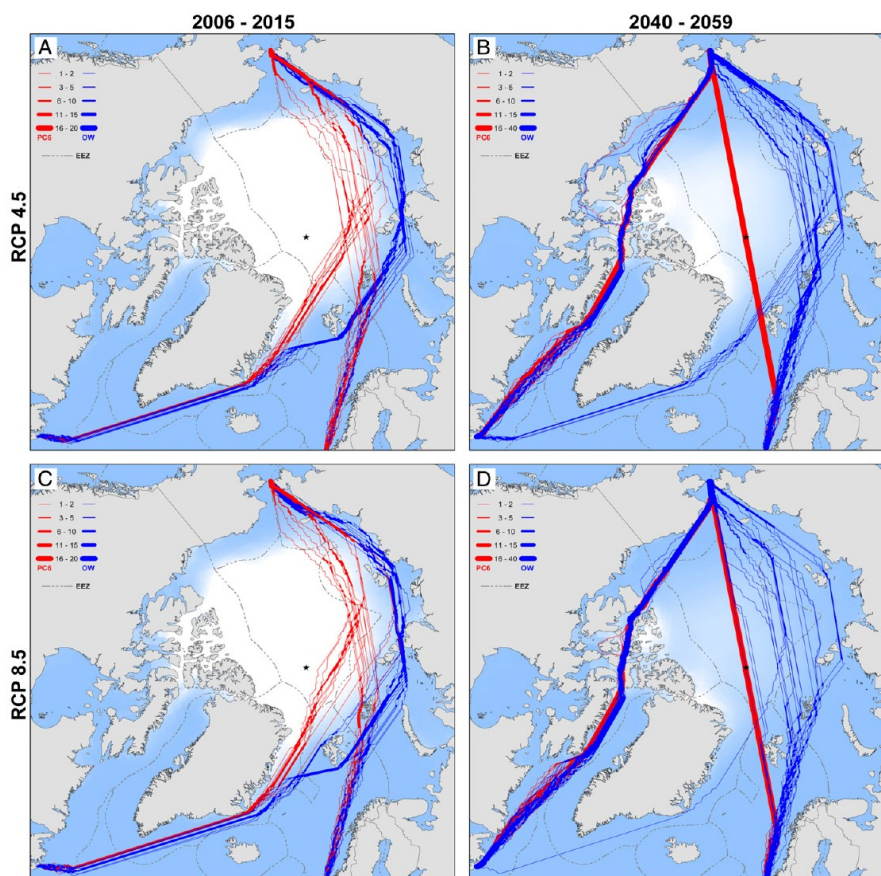 2006 - 2015
2040 - 2059
RCP 4.5
A
1 - 2
3 - 5
6 - 10
11 - 15
16 - 20
PC6 OW
EEZ
B
1 - 2
3 - 5
6 - 10
11 - 15
16 - 40
PC6 OW
EEZ
RCP 8.5
C
1 - 2
3 - 5
6 - 10
11 - 15
16 - 20
PC6 OW
EEZ
D
1 - 2
3 - 5
6 - 10
11 - 15
16 - 40
PC6 OW
EEZ